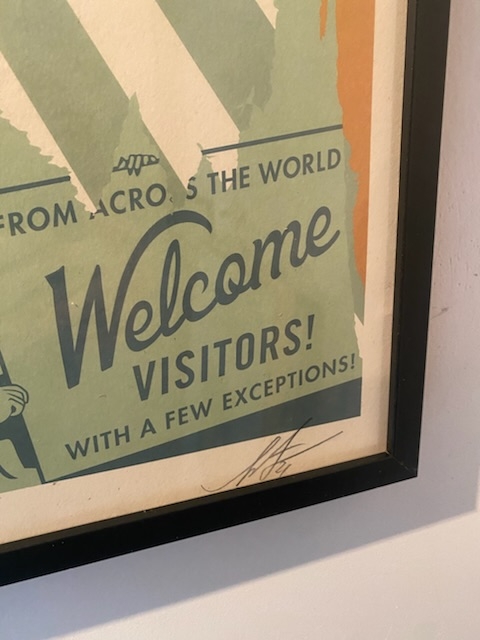 FROM ACROSS THE WORLD
Welcome
VISITORS!
WITH A FEW EXCEPTIONS!